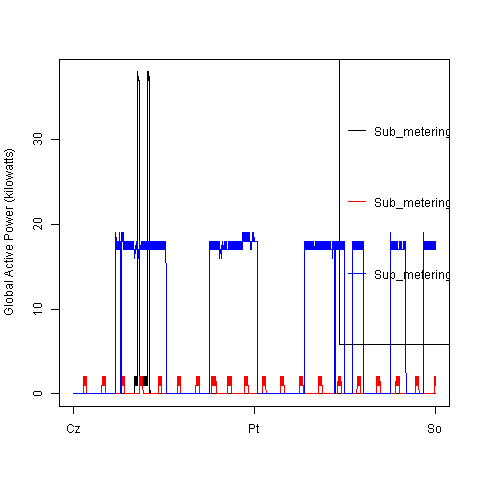 Global Active Power (kilowatts)
30
20
10
0
Sub_metering
Sub_metering
Sub_metering
Cz
Pt
So